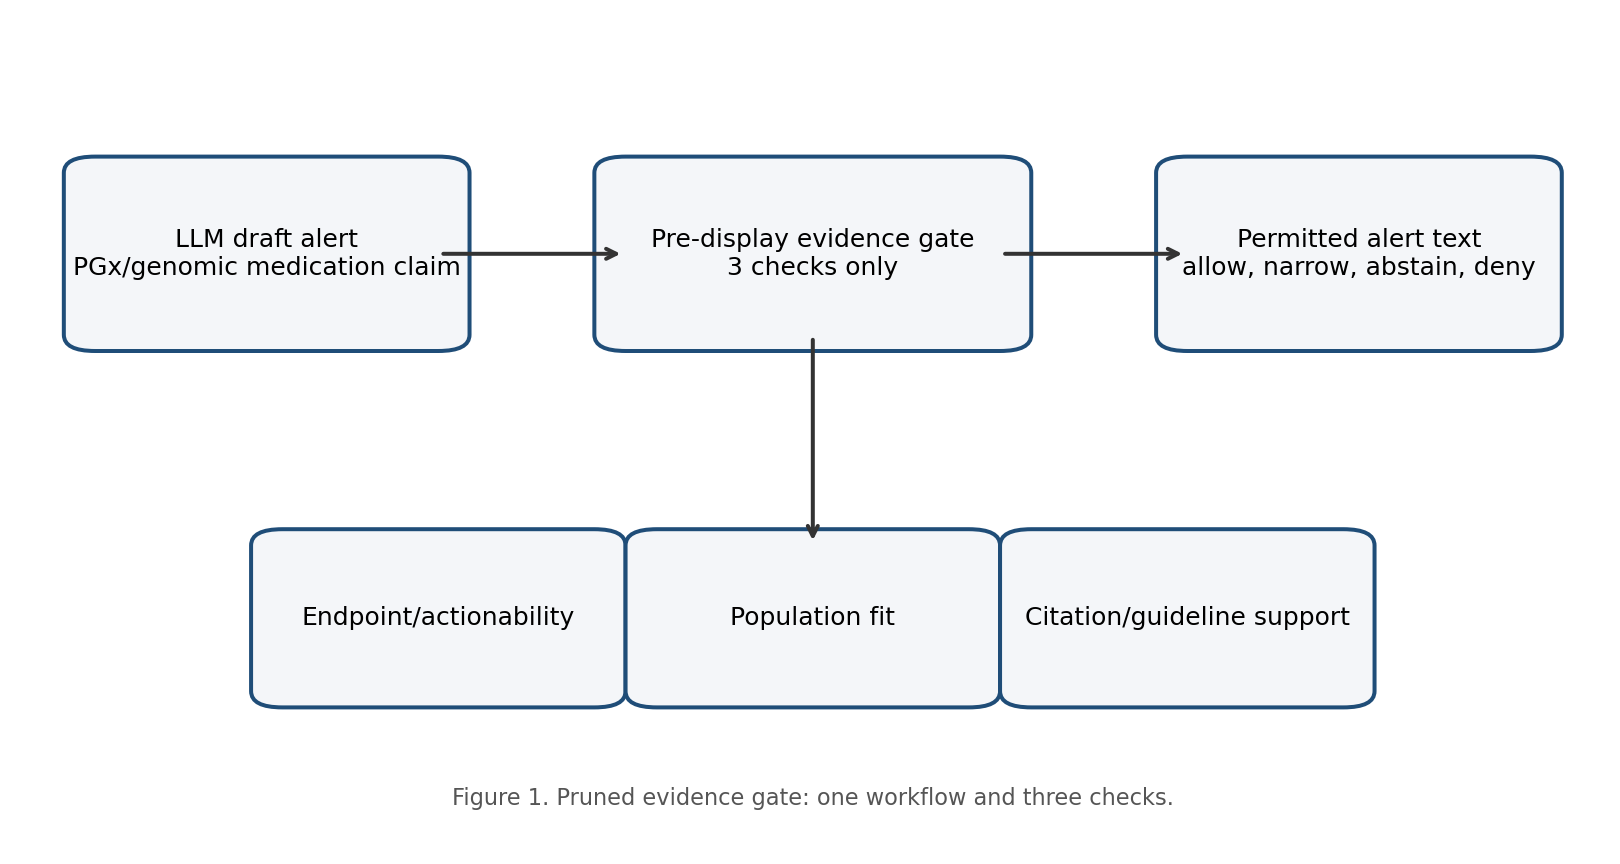 LLM draft alert
PGx/genomic medication claim
Pre-display evidence gate
3 checks only
Permitted alert text
allow, narrow, abstain, deny
Endpoint/actionability
Population fit
Citation/guideline support
Figure 1. Pruned evidence gate: one workflow and three checks.